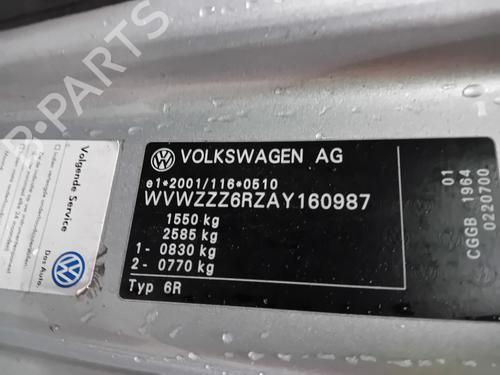 B-PARTS
VOLKSWAGEN AG
e1*2001/116*0510
WVWZZZ6RZAY160987
1550 kg
2585 kg
1- 0830 kg
2- 0770 kg
Typ 6R
01
CGGB 1964
0220700
Volgende Service
Das Auto.